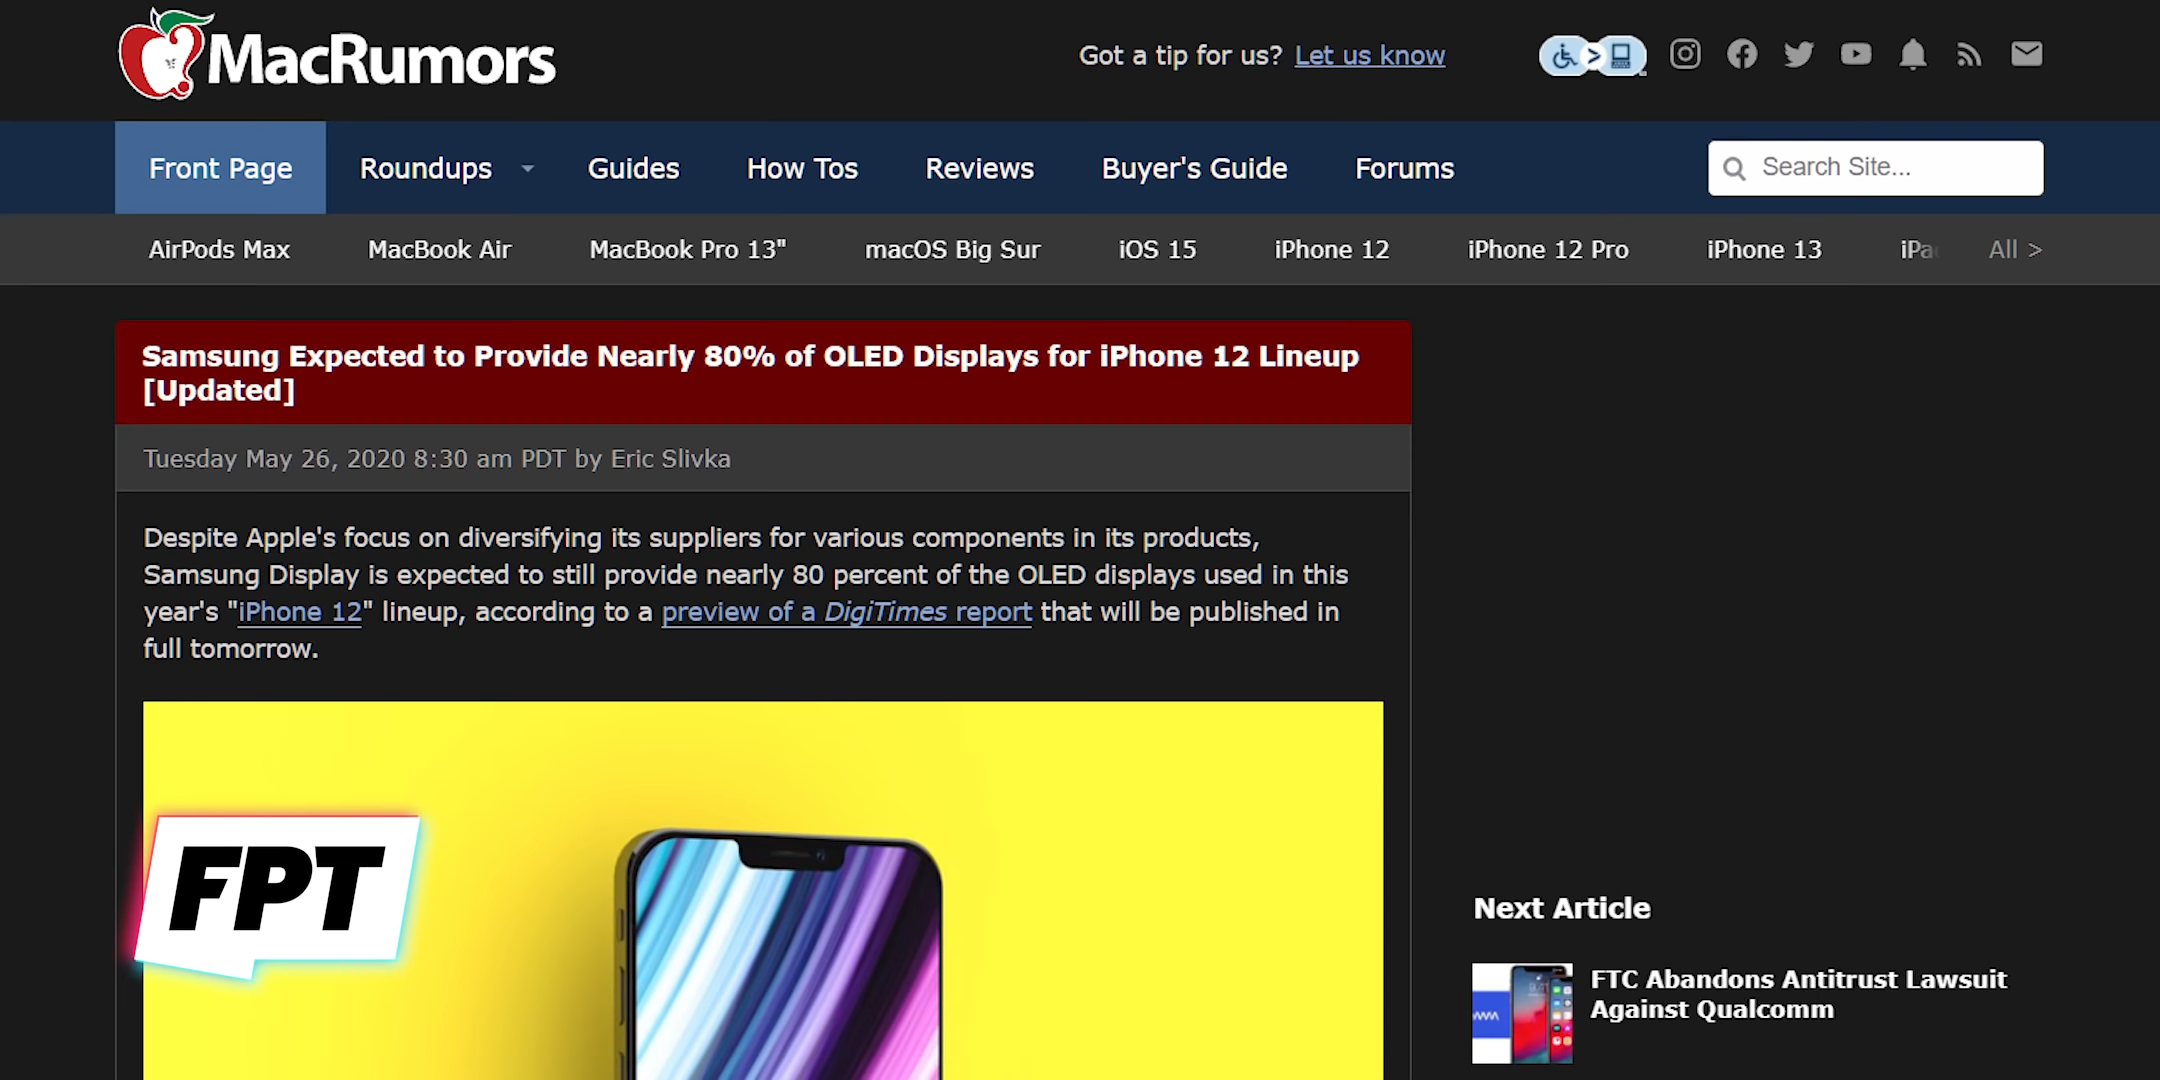 MacRumors
Got a tip for us? Let us know
Front Page
Roundups
Guides
How Tos
Reviews
Buyer's Guide
Forums
Search Site...
AirPods Max
MacBook Air
MacBook Pro 13"
macOS Big Sur
iOS 15
iPhone 12
iPhone 12 Pro
iPhone 13
All >
Samsung Expected to Provide Nearly 80% of OLED Displays for iPhone 12 Lineup
[Updated]
Tuesday May 26, 2020 8:30 am PDT by Eric Slivka
Despite Apple's focus on diversifying its suppliers for various components in its products,
Samsung Display is expected to still provide nearly 80 percent of the OLED displays used in this
year's "iPhone 12" lineup, according to a preview of a DigiTimes report that will be published in
full tomorrow.
FPT
Next Article
FTC Abandons Antitrust Lawsuit
Against Qualcomm